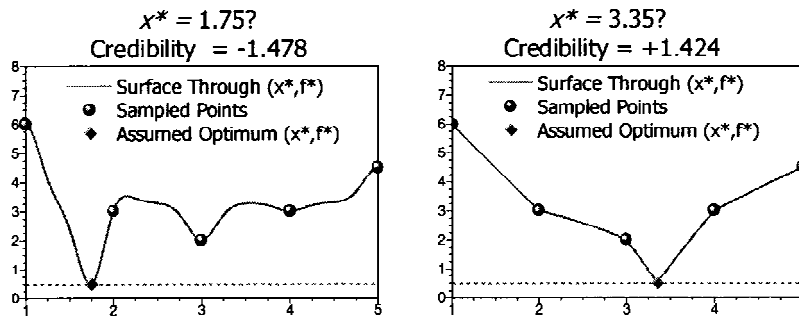 x* = 1.75?
Credibility = -1.478
8
7
6
5
4
3
2
1
0
Surface Through (x*,f*)
Sampled Points
Assumed Optimum (x*,f*)
1 2 3 4 5
x* = 3.35?
Credibility = +1.424
8
7
6
5
4
3
2
1
0
Surface Through (x*,f*)
Sampled Points
Assumed Optimum (x*,f*)
1 2 3 4